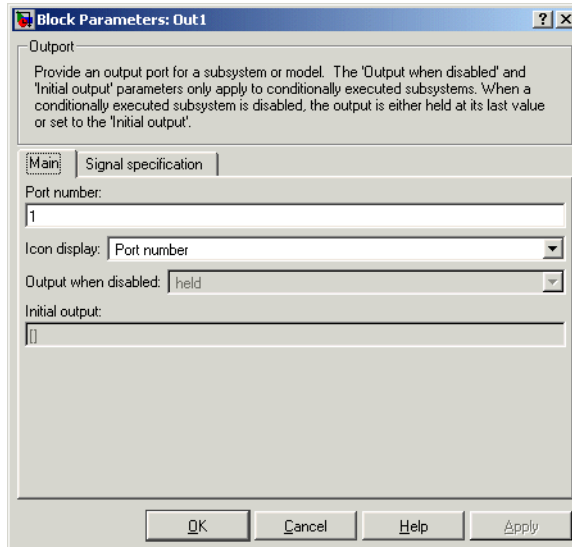 Block Parameters: Out1
Outport
Provide an output port for a subsystem or model. The 'Output when disabled' and
'Initial output' parameters only apply to conditionally executed subsystems. When a
conditionally executed subsystem is disabled, the output is either held at its last value
or set to the 'Initial output'.
Main Signal specification
Port number:
1
Icon display: Port number
Output when disabled: held
Initial output:
[]
OK Cancel Help Apply